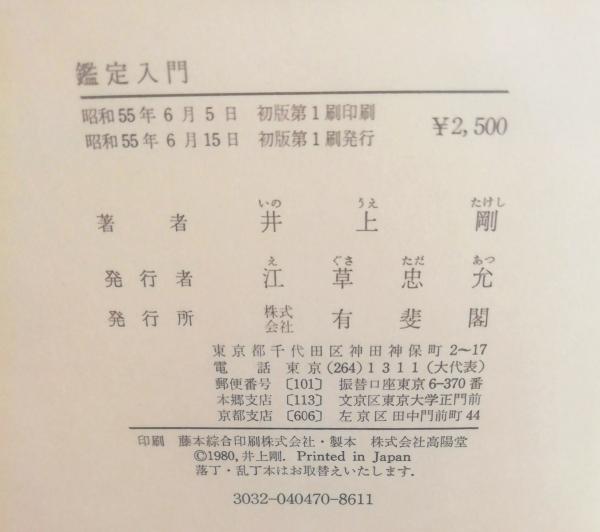 鑑定入門
昭和55年6月5日 初版第1刷印刷
昭和55年6月15日 初版第1刷発行
¥2,500
いの うえ たけし
著者 井上剛
え ぐさ ただ あつ
発行者 江草忠允
発行所 株式会社 有斐閣
東京都千代田区神田神保町2~17
電話 東京(264)1311(大代表)
郵便番号 〔101〕 振替口座東京6-370番
本郷支店 〔113〕 文京区東京大学正門前
京都支店 〔606〕 左京区田中門前町44
印刷 藤本綜合印刷株式会社・製本 株式会社高陽堂
©1980, 井上剛. Printed in Japan
落丁・乱丁本はお取替えいたします。
3032-040470-8611